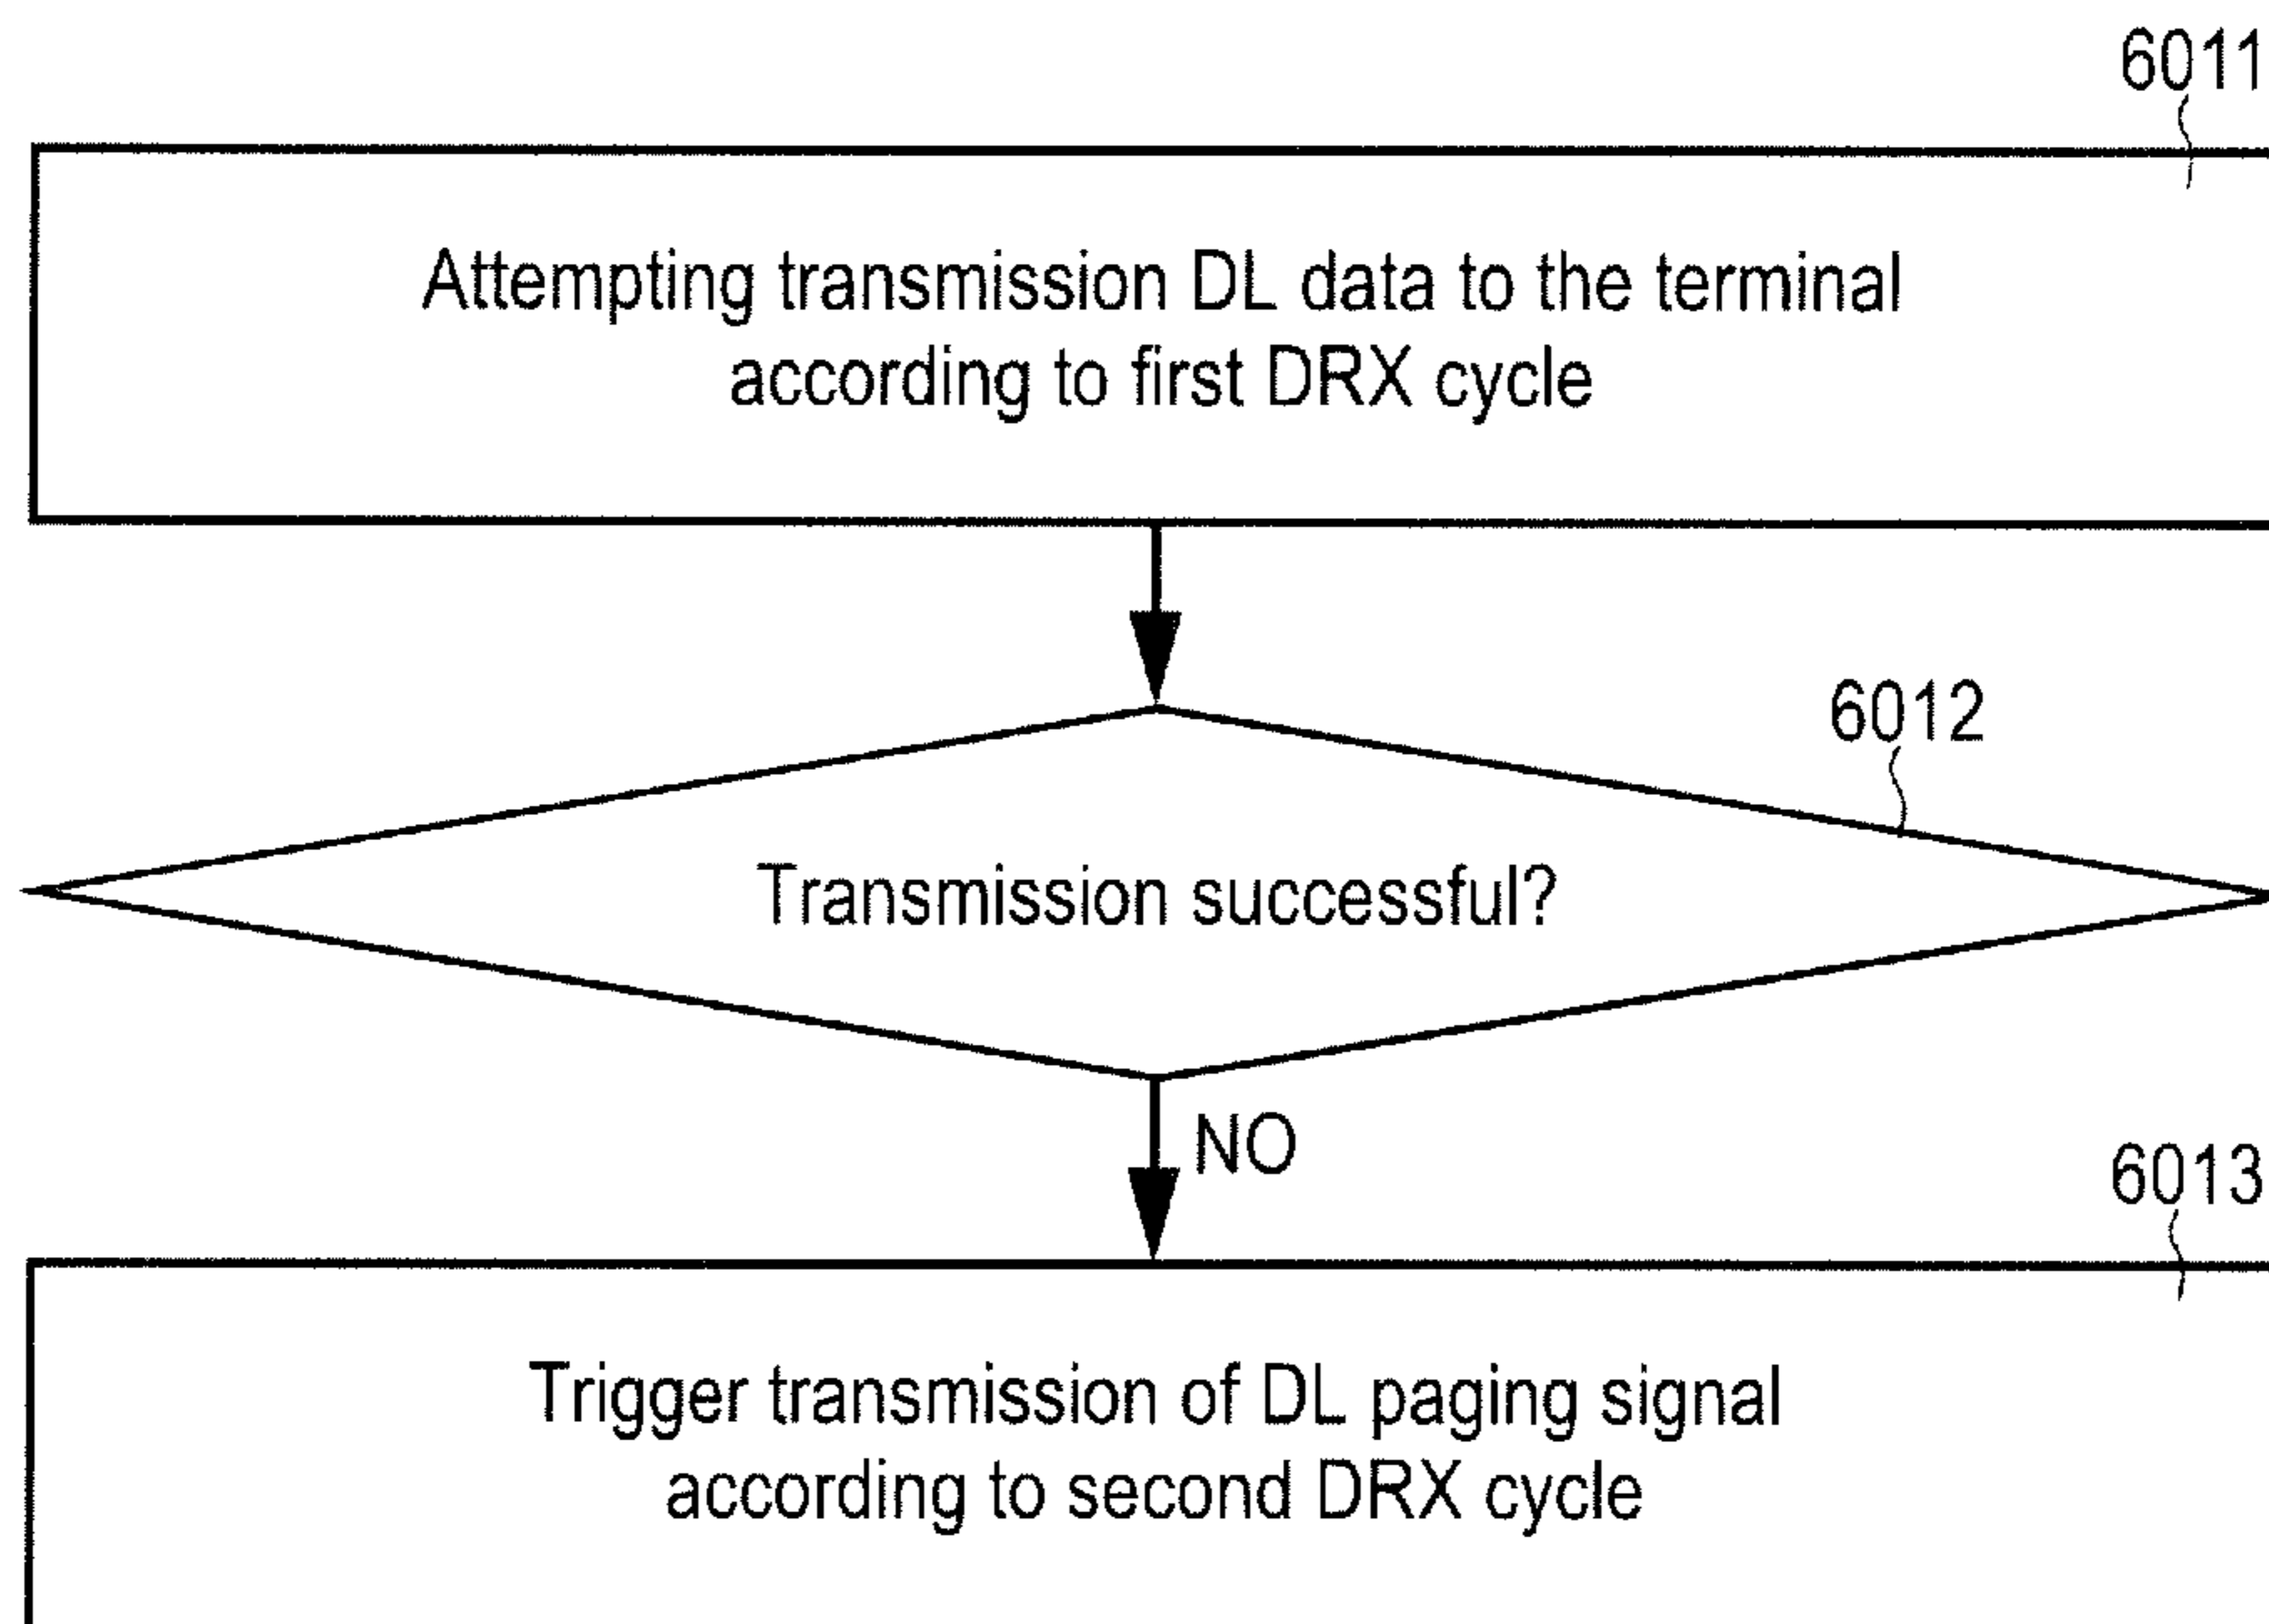 6011
Attempting transmission DL data to the terminal
according to first DRX cycle
6012
Transmission successful?
NO
6013
Trigger transmission of DL paging signal
according to second DRX cycle